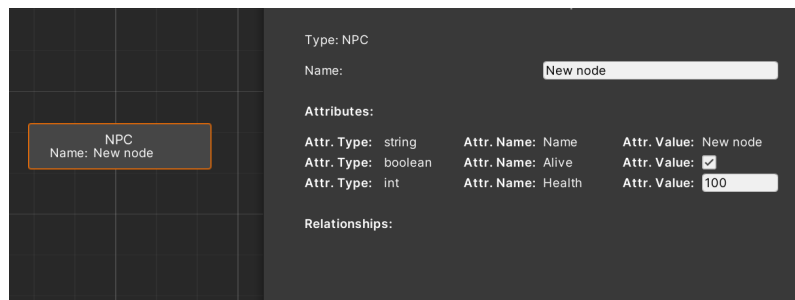 NPC
Name: New node
Type: NPC
Name: New node
Attributes:
Attr. Type: string Attr. Name: Name Attr. Value: New node
Attr. Type: boolean Attr. Name: Alive Attr. Value:
Attr. Type: int Attr. Name: Health Attr. Value: 100
Relationships: